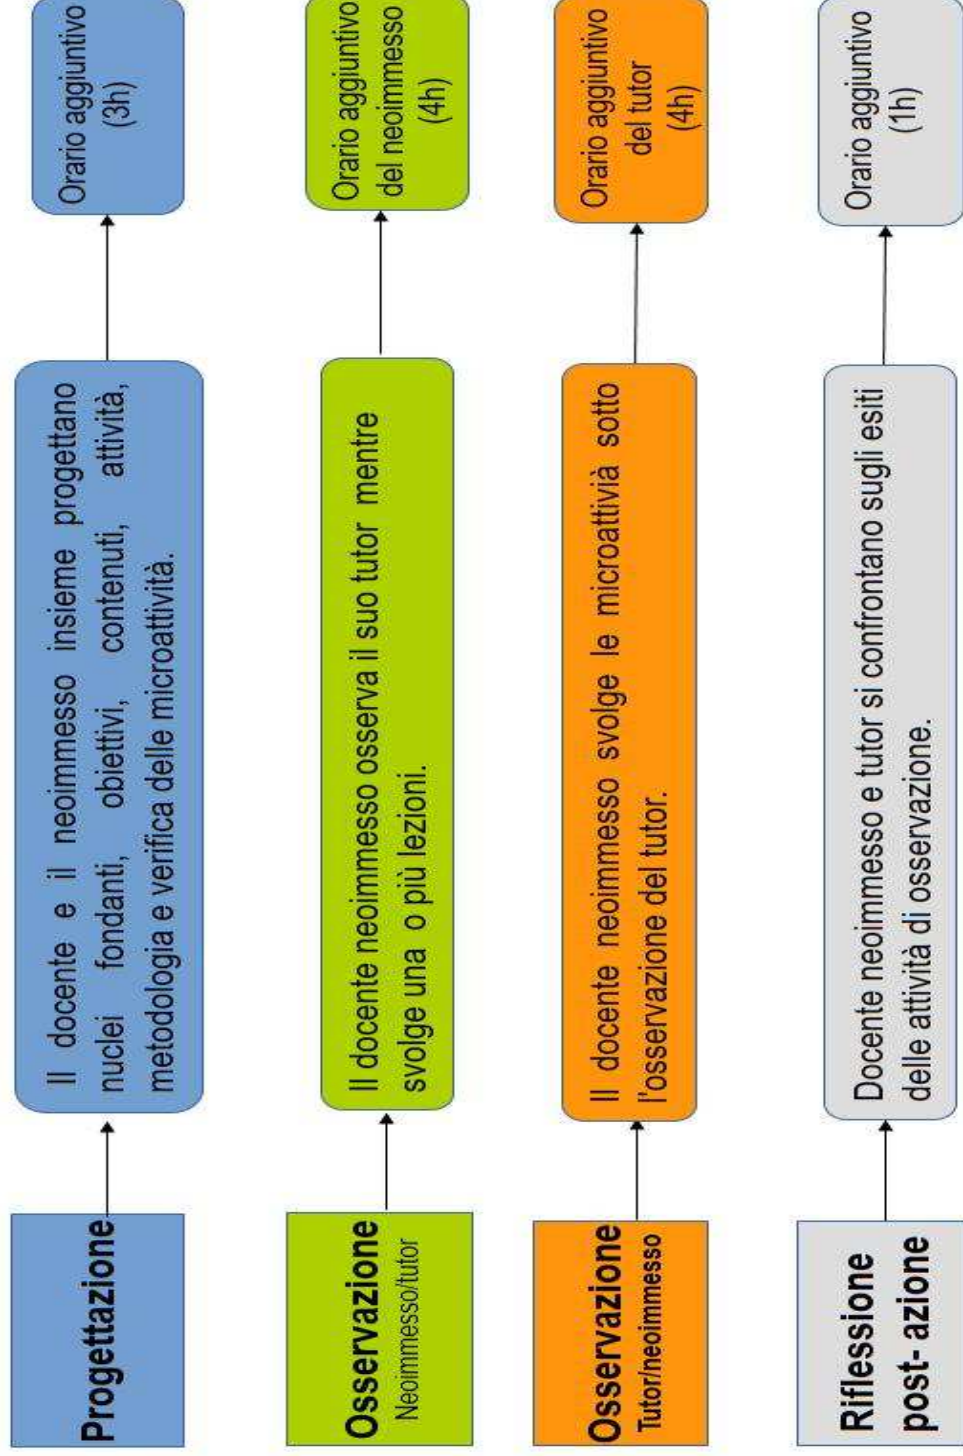 Progettazione
Il docente e il neoimmesso insieme progettano
nuclei fondanti, obiettivi, contenuti, attività,
metodologia e verifica delle microattività.
Orario aggiuntivo
(3h)
Osservazione
Neoimmesso/tutor
Il docente neoimmesso osserva il suo tutor mentre
svolge una o più lezioni.
Orario aggiuntivo
del neoimmesso
(4h)
Osservazione
Tutor/neoimmesso
Il docente neoimmesso svolge le microattivià sotto
l'osservazione del tutor.
Orario aggiuntivo
del tutor
(4h)
Riflessione
post- azione
Docente neoimmesso e tutor si confrontano sugli esiti
delle attività di osservazione.
Orario aggiuntivo
(1h)